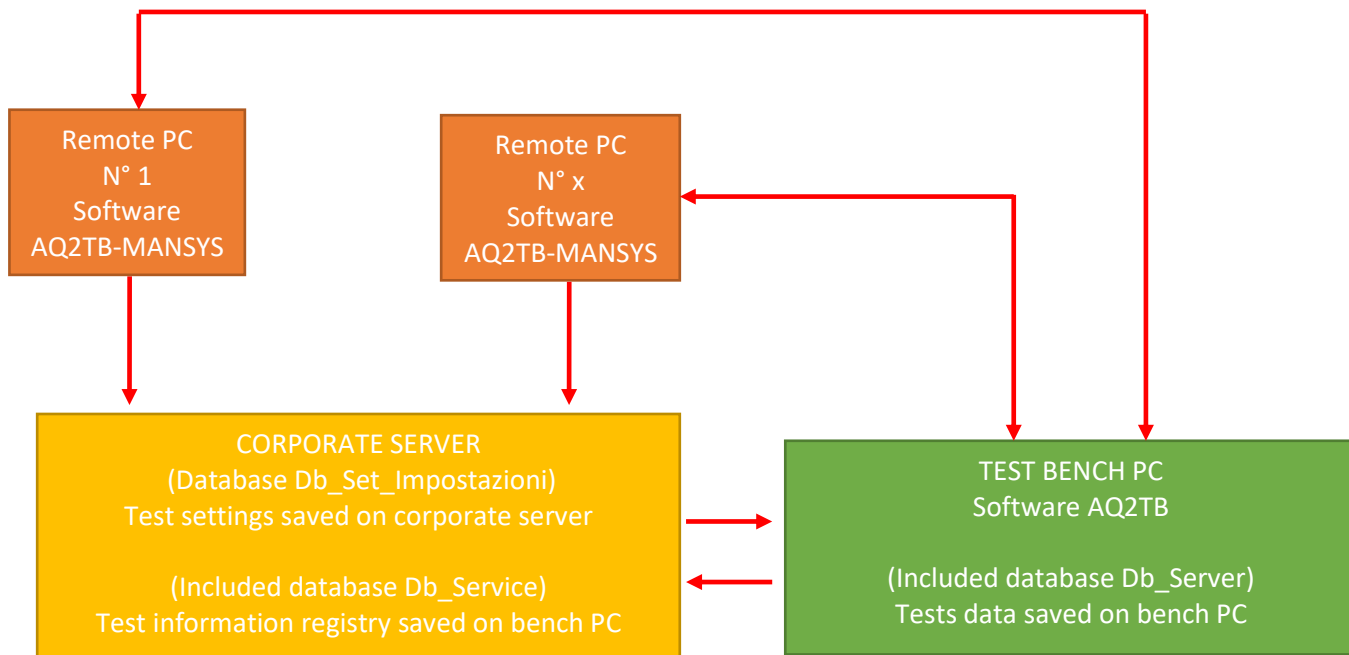 Remote PC
N° 1
Software
AQ2TB-MANSYS
Remote PC
N° x
Software
AQ2TB-MANSYS
CORPORATE SERVER
(Database Db_Set_Impostazioni)
Test settings saved on corporate server
(Included database Db_Service)
Test information registry saved on bench PC
TEST BENCH PC
Software AQ2TB
(Included database Db_Server)
Tests data saved on bench PC